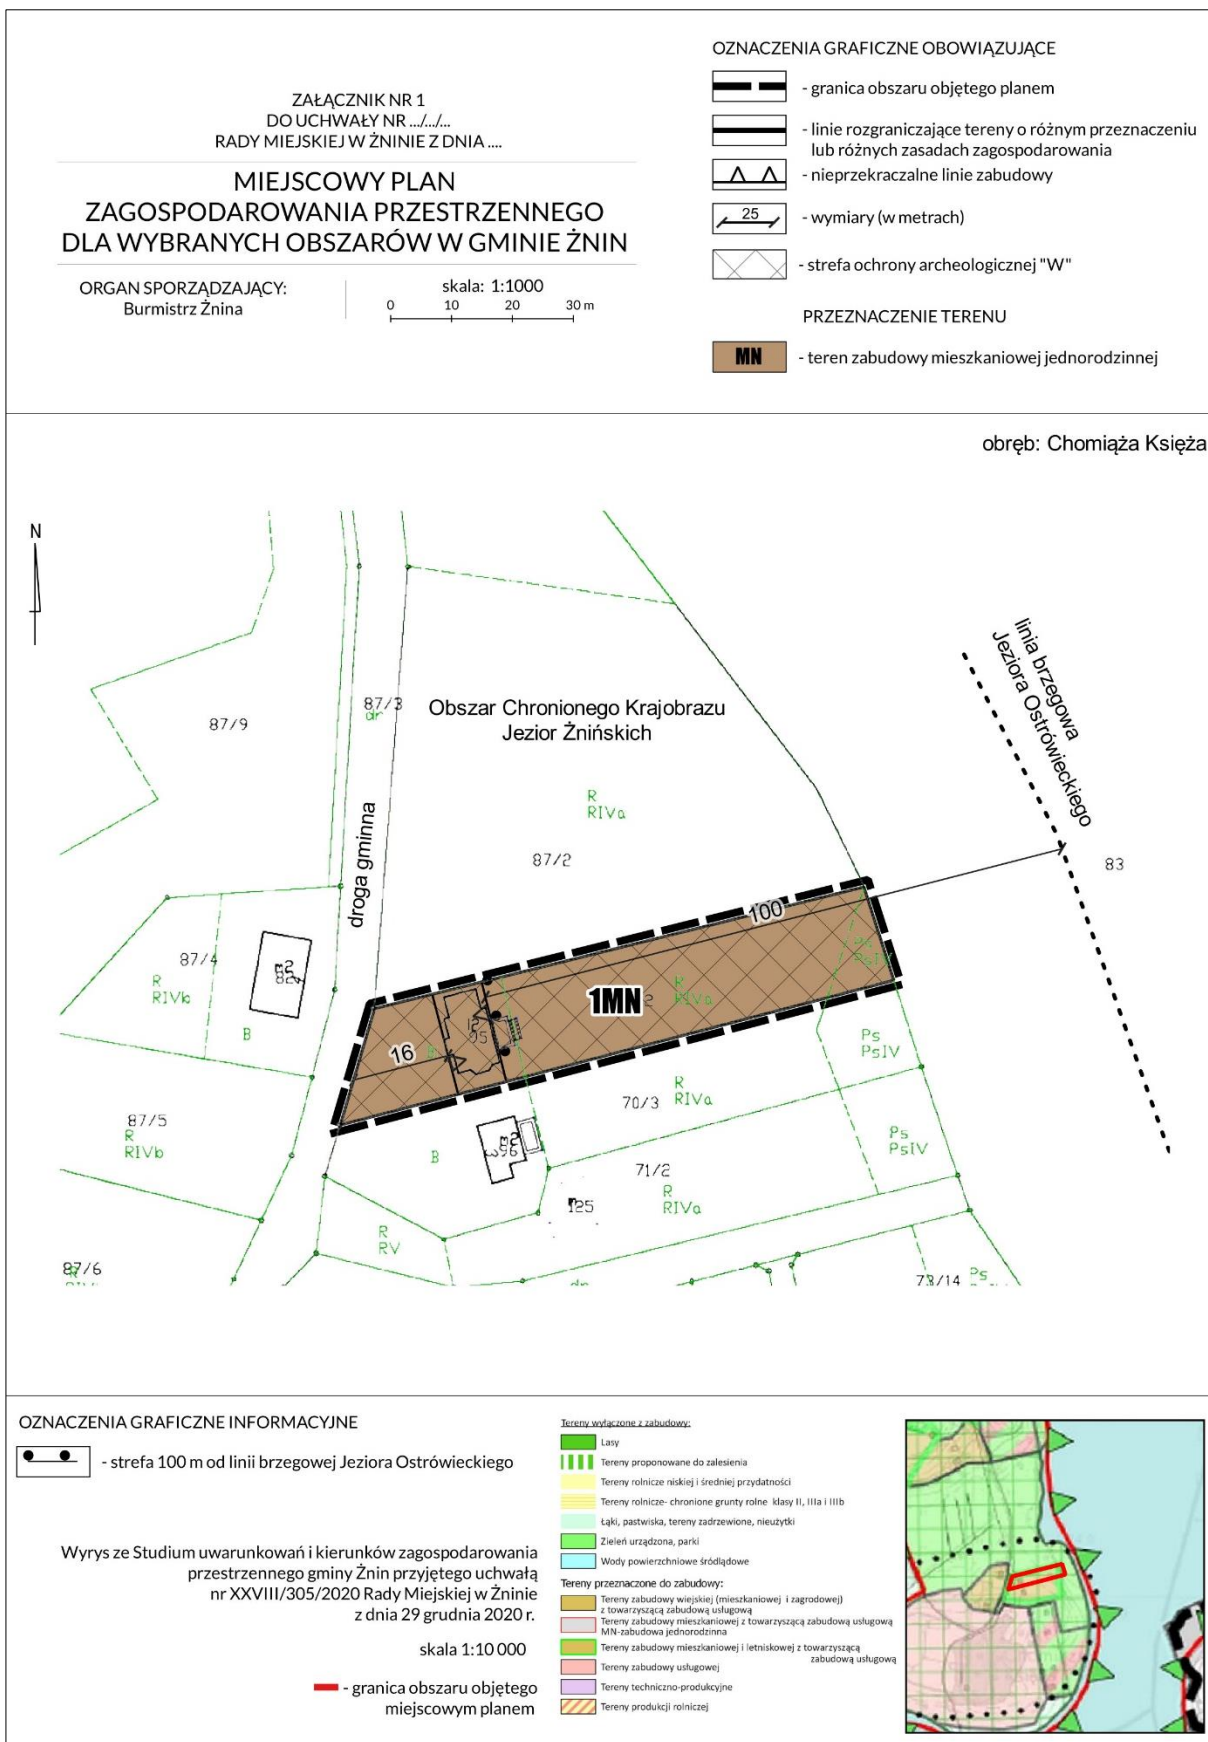 ZAŁĄCZNIK NR 1
DO UCHWAŁY NR .../.../...
RADY MIEJSKIEJ W ŻNINIE Z DNIA ....
MIEJSCOWY PLAN
ZAGOSPODAROWANIA PRZESTRZENNEGO
DLA WYBRANYCH OBSZARÓW W GMINIE ŻNIN
ORGAN SPORZĄDZAJĄCY:
Burmistrz Żnina
skala: 1:1000
0 10 20 30 m
OZNACZENIA GRAFICZNE OBOWIĄZUJĄCE
- granica obszaru objętego planem
- linie rozgraniczające tereny o różnym przeznaczeniu
lub różnych zasadach zagospodarowania
- nieprzekraczalne linie zabudowy
25
- wymiary (w metrach)
- strefa ochrony archeologicznej "W"
PRZEZNACZENIE TERENU
MN - teren zabudowy mieszkaniowej jednorodzinnej
obręb: Chomiąża Księża
N
87/9
87/3
dr
Obszar Chronionego Krajobrazu
Jezior Żnińskich
linia brzegowa
Jeziora Ostrówieckiego
R
RIVa
droga gminna
87/2
83
100
87/4
R
RIVb
B
Ps
PsIV
1MN
R
RIVa
16
Ps
PsIV
87/5
R
RIVb
70/3
R
RIVa
B
Ps
PsIV
71/2
R
RIVa
125
R
RV
87/6
dr
73/14
Ps
OZNACZENIA GRAFICZNE INFORMACYJNE
- strefa 100 m od linii brzegowej Jeziora Ostrówieckiego
Wyrys ze Studium uwarunkowań i kierunków zagospodarowania
przestrzennego gminy Żnin przyjętego uchwałą
nr XXVIII/305/2020 Rady Miejskiej w Żninie
z dnia 29 grudnia 2020 r.
skala 1:10 000
- granica obszaru objętego
miejscowym planem
Tereny wyłączone z zabudowy:
Lasy
Tereny proponowane do zalesienia
Tereny rolnicze niskiej i średniej przydatności
Tereny rolnicze- chronione grunty rolne klasy II, IIIa i IIIb
Łąki, pastwiska, tereny zadrzewione, nieużytki
Zieleń urządzona, parki
Wody powierzchniowe śródlądowe
Tereny przeznaczone do zabudowy:
Tereny zabudowy wiejskiej (mieszkaniowej i zagrodowej)
z towarzyszącą zabudową usługową
Tereny zabudowy mieszkaniowej z towarzyszącą zabudową usługową
MN-zabudowa jednorodzinna
Tereny zabudowy mieszkaniowej i letniskowej z towarzyszącą
zabudową usługową
Tereny zabudowy usługowej
Tereny techniczno-produkcyjne
Tereny produkcji rolniczej